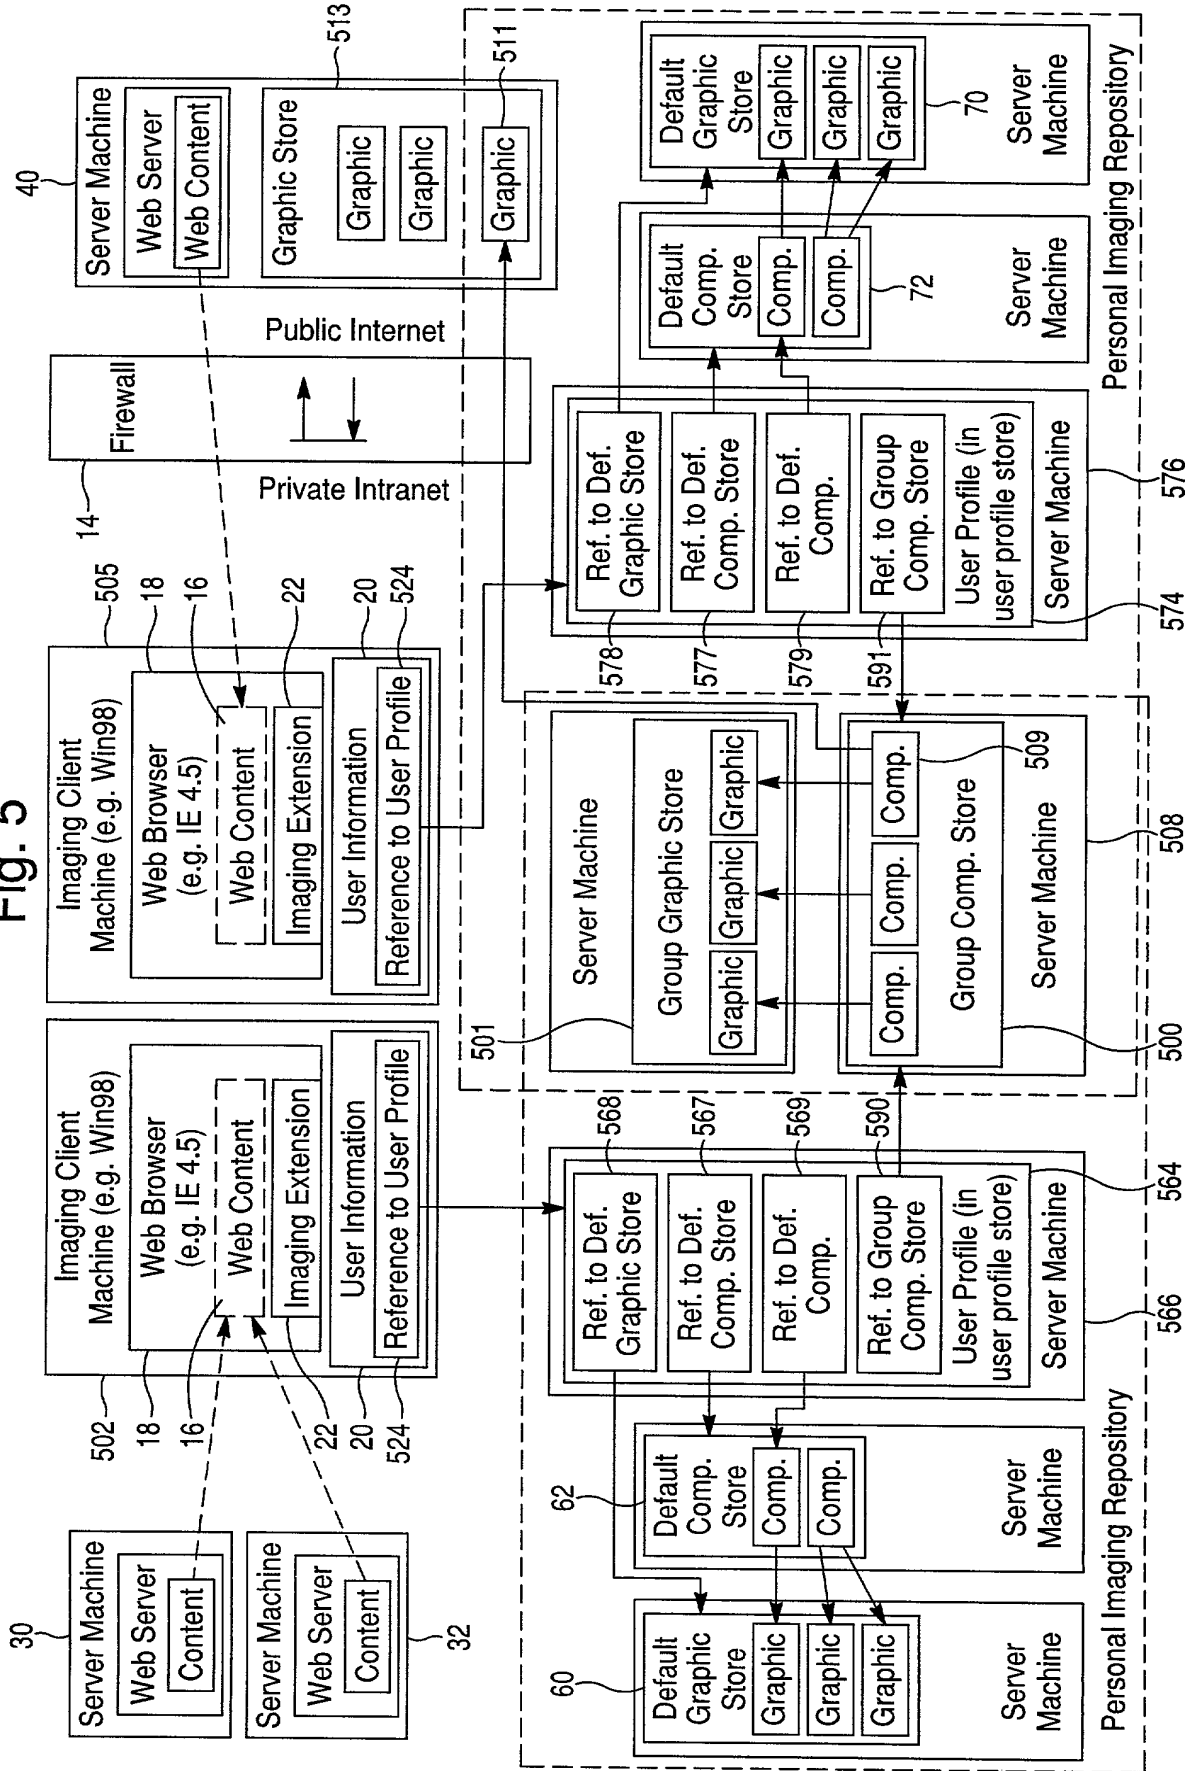 Fig. 5
30
Server Machine
Web Server
Content
Server Machine
Web Server
Content
32
502
18
16
22
20
524
Imaging Client
Machine (e.g. Win98)
Web Browser
(e.g. IE 4.5)
Web Content
Imaging Extension
User Information
Reference to User Profile
Imaging Client
Machine (e.g. Win98)
Web Browser
(e.g. IE 4.5)
Web Content
Imaging Extension
User Information
Reference to User Profile
505
18
16
22
20
524
14
Firewall
Private Intranet
Public Internet
40
Server Machine
Web Server
Web Content
Graphic Store
Graphic
Graphic
Graphic
513
511
60
Default
Graphic
Store
Graphic
Graphic
Graphic
Server
Machine
62
Default
Comp.
Store
Comp.
Comp.
Server
Machine
Personal Imaging Repository
Ref. to Def.
Graphic Store
Ref. to Def.
Comp. Store
Ref. to Def.
Comp.
Ref. to Group
Comp. Store
User Profile (in
user profile store)
Server Machine
568
567
569
590
564
566
501
Server Machine
Group Graphic Store
Graphic
Graphic
Graphic
Comp.
Comp.
Comp.
Group Comp. Store
Server Machine
509
500
508
578
577
579
591
Ref. to Def.
Graphic Store
Ref. to Def.
Comp. Store
Ref. to Def.
Comp.
Ref. to Group
Comp. Store
User Profile (in
user profile store)
Server Machine
574
576
Default
Comp.
Store
Comp.
Comp.
72
Server
Machine
Default
Graphic
Store
Graphic
Graphic
Graphic
70
Server
Machine
Personal Imaging Repository